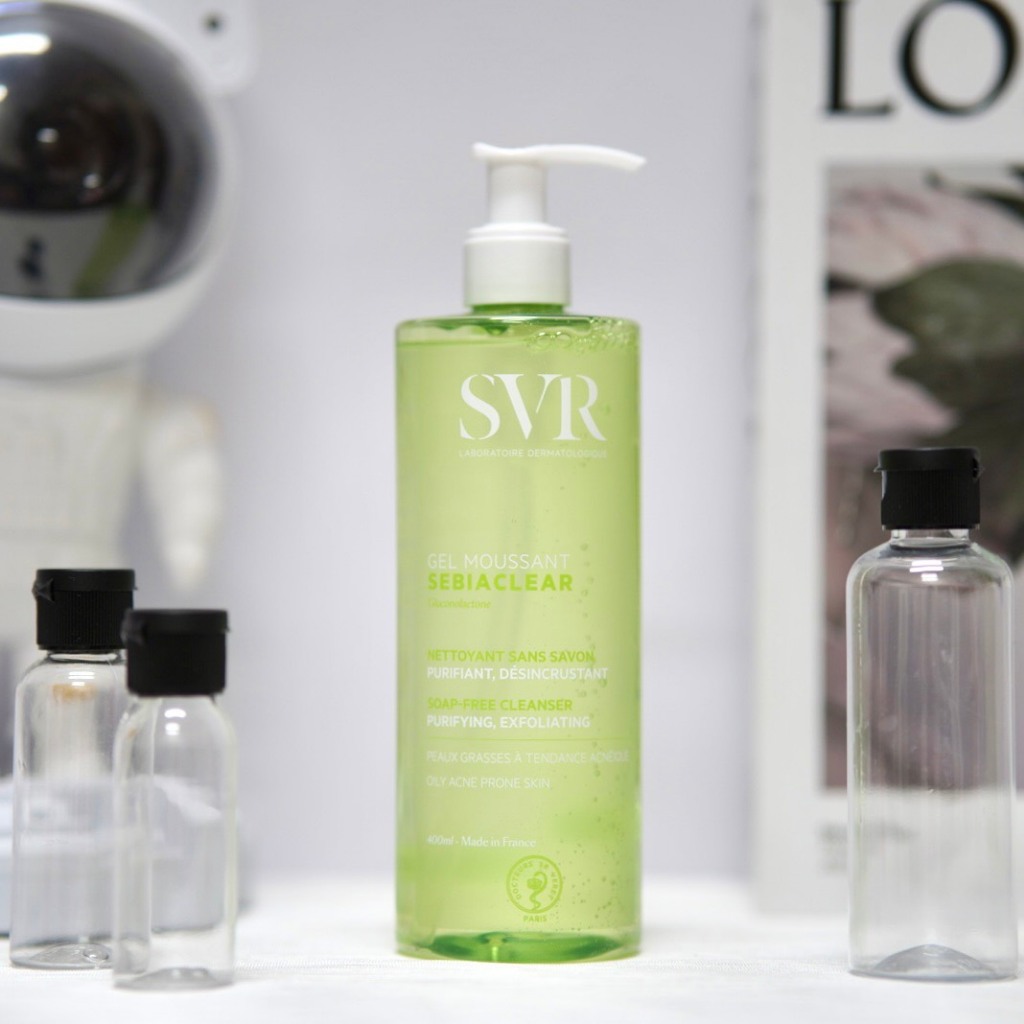 LO
SVR
LABORATOIRE DERMATOLOGIQUE
GEL MOUSSANT
SEBIACLEAR
Gluconolactone
NETTOYANT SANS SAVON
PURIFIANT, DÉSINCRUSTANT
SOAP-FREE CLEANSER
PURIFYING, EXFOLIATING
PEAUX GRASSES À TENDANCE ACNÉIQUE
OILY ACNE PRONE SKIN
400ml - Made in France
PARIS